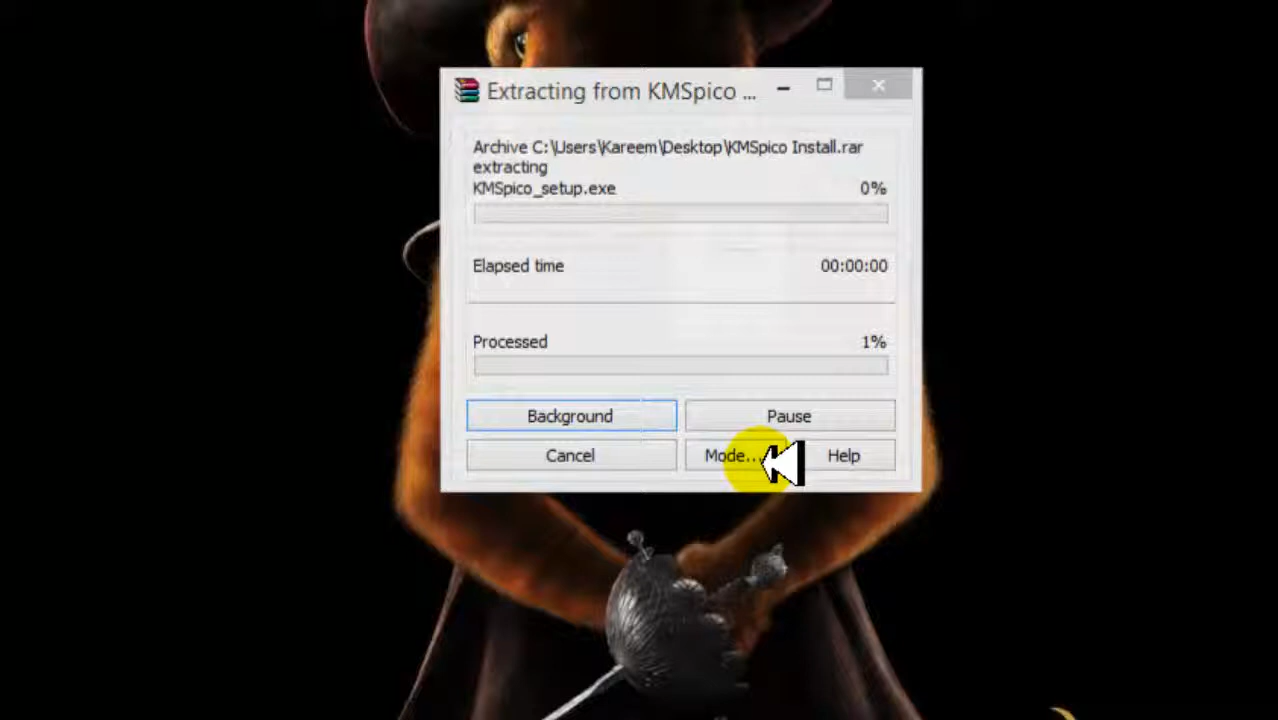 Extracting from KMSpico ...
Archive C:\Users\Kareem\Desktop\KMSpico Install.rar
extracting
KMSpico_setup.exe 0%
Elapsed time 00:00:00
Processed 1%
Background Pause
Cancel Mode... Help